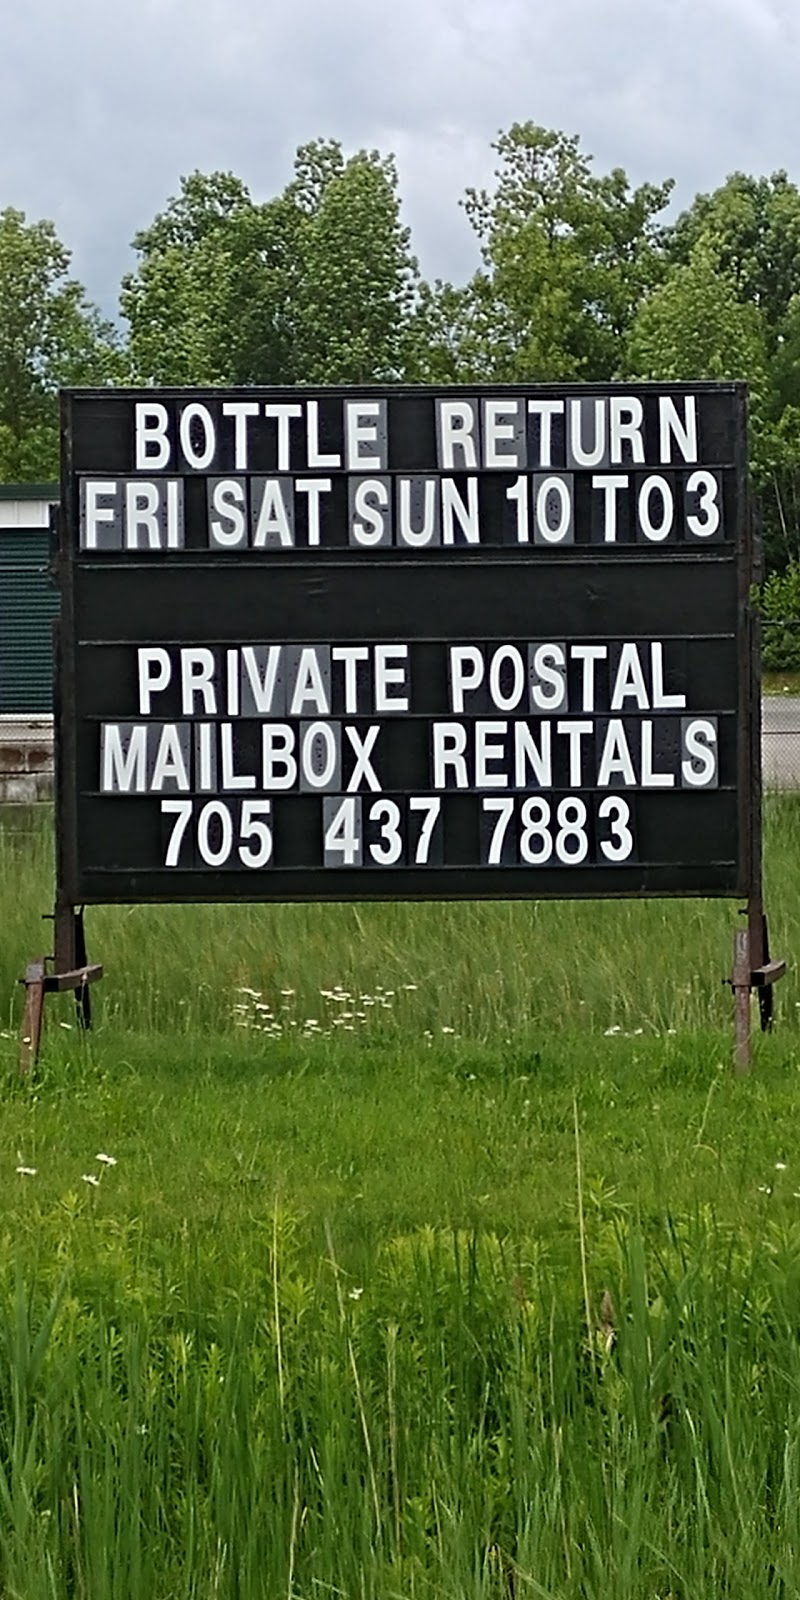 BOTTLE RETURN
FRI SAT SUN 10 TO 3
PRIVATE POSTAL
MAILBOX RENTALS
705 437 7883